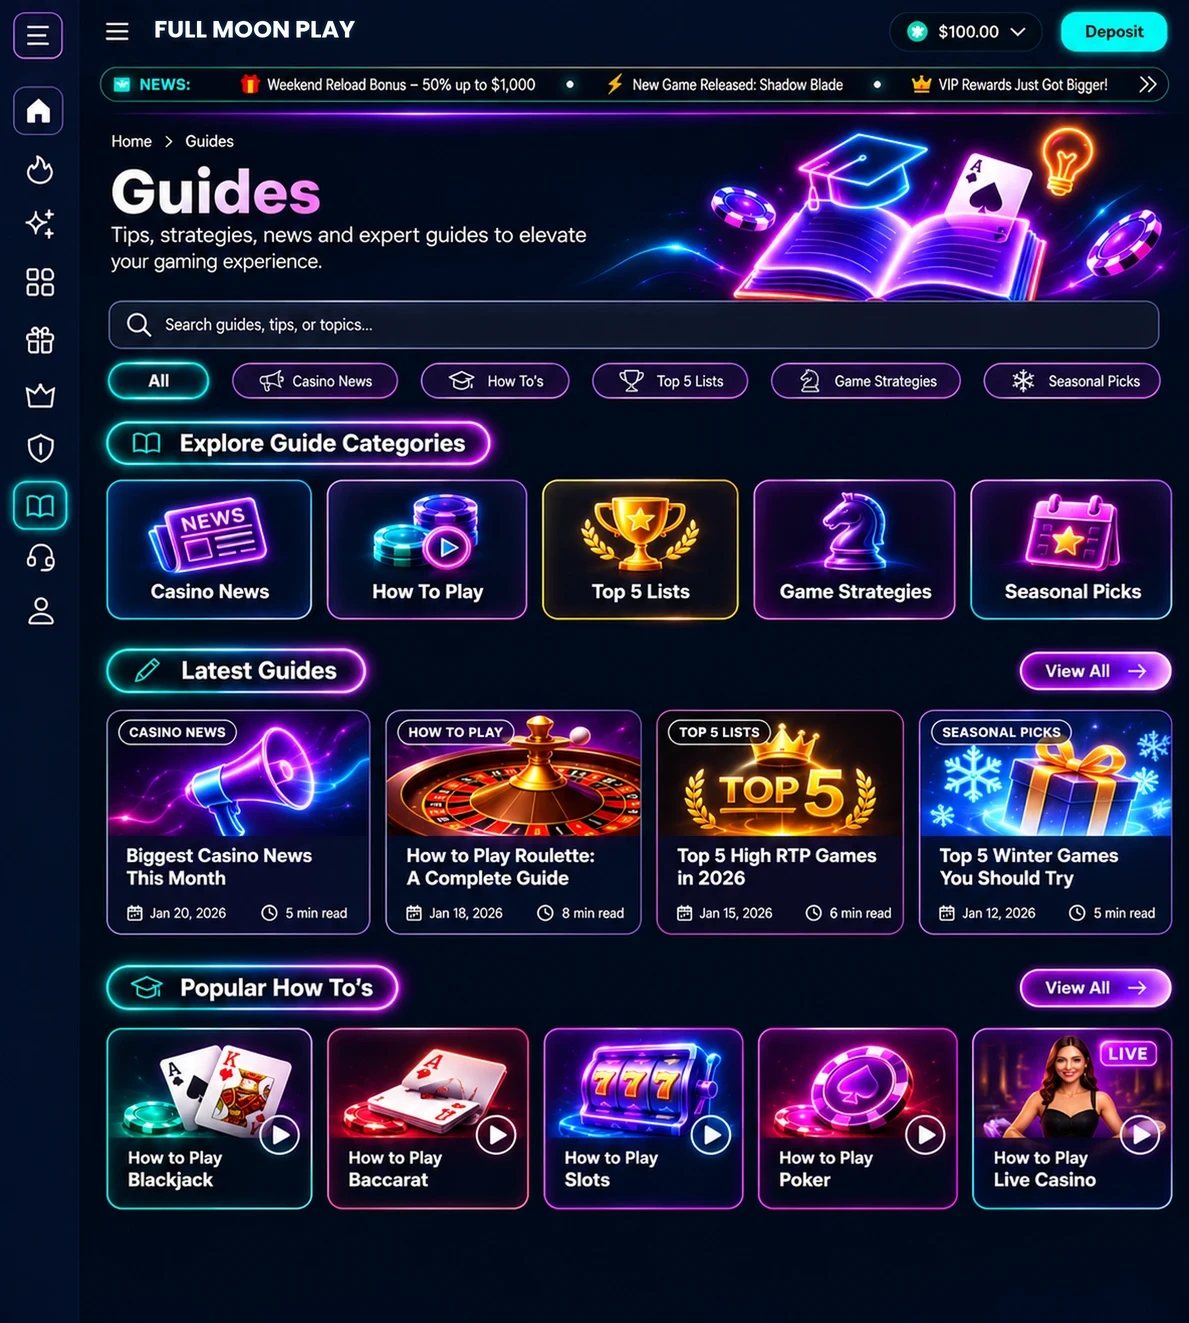 FULL MOON PLAY
$100.00
Deposit
NEWS:
Weekend Reload Bonus – 50% up to $1,000
New Game Released: Shadow Blade
VIP Rewards Just Got Bigger!
Home > Guides
Guides
Tips, strategies, news and expert guides to elevate
your gaming experience.
Search guides, tips, or topics...
All
Casino News
How To's
Top 5 Lists
Game Strategies
Seasonal Picks
Explore Guide Categories
NEWS
Casino News
How To Play
Top 5 Lists
Game Strategies
Seasonal Picks
Latest Guides
View All
CASINO NEWS
Biggest Casino News
This Month
Jan 20, 2026
5 min read
HOW TO PLAY
How to Play Roulette:
A Complete Guide
Jan 18, 2026
8 min read
TOP 5 LISTS
TOP 5
Top 5 High RTP Games
in 2026
Jan 15, 2026
6 min read
SEASONAL PICKS
Top 5 Winter Games
You Should Try
Jan 12, 2026
5 min read
Popular How To's
View All
A
K
How to Play
Blackjack
A
How to Play
Baccarat
777
How to Play
Slots
How to Play
Poker
LIVE
How to Play
Live Casino